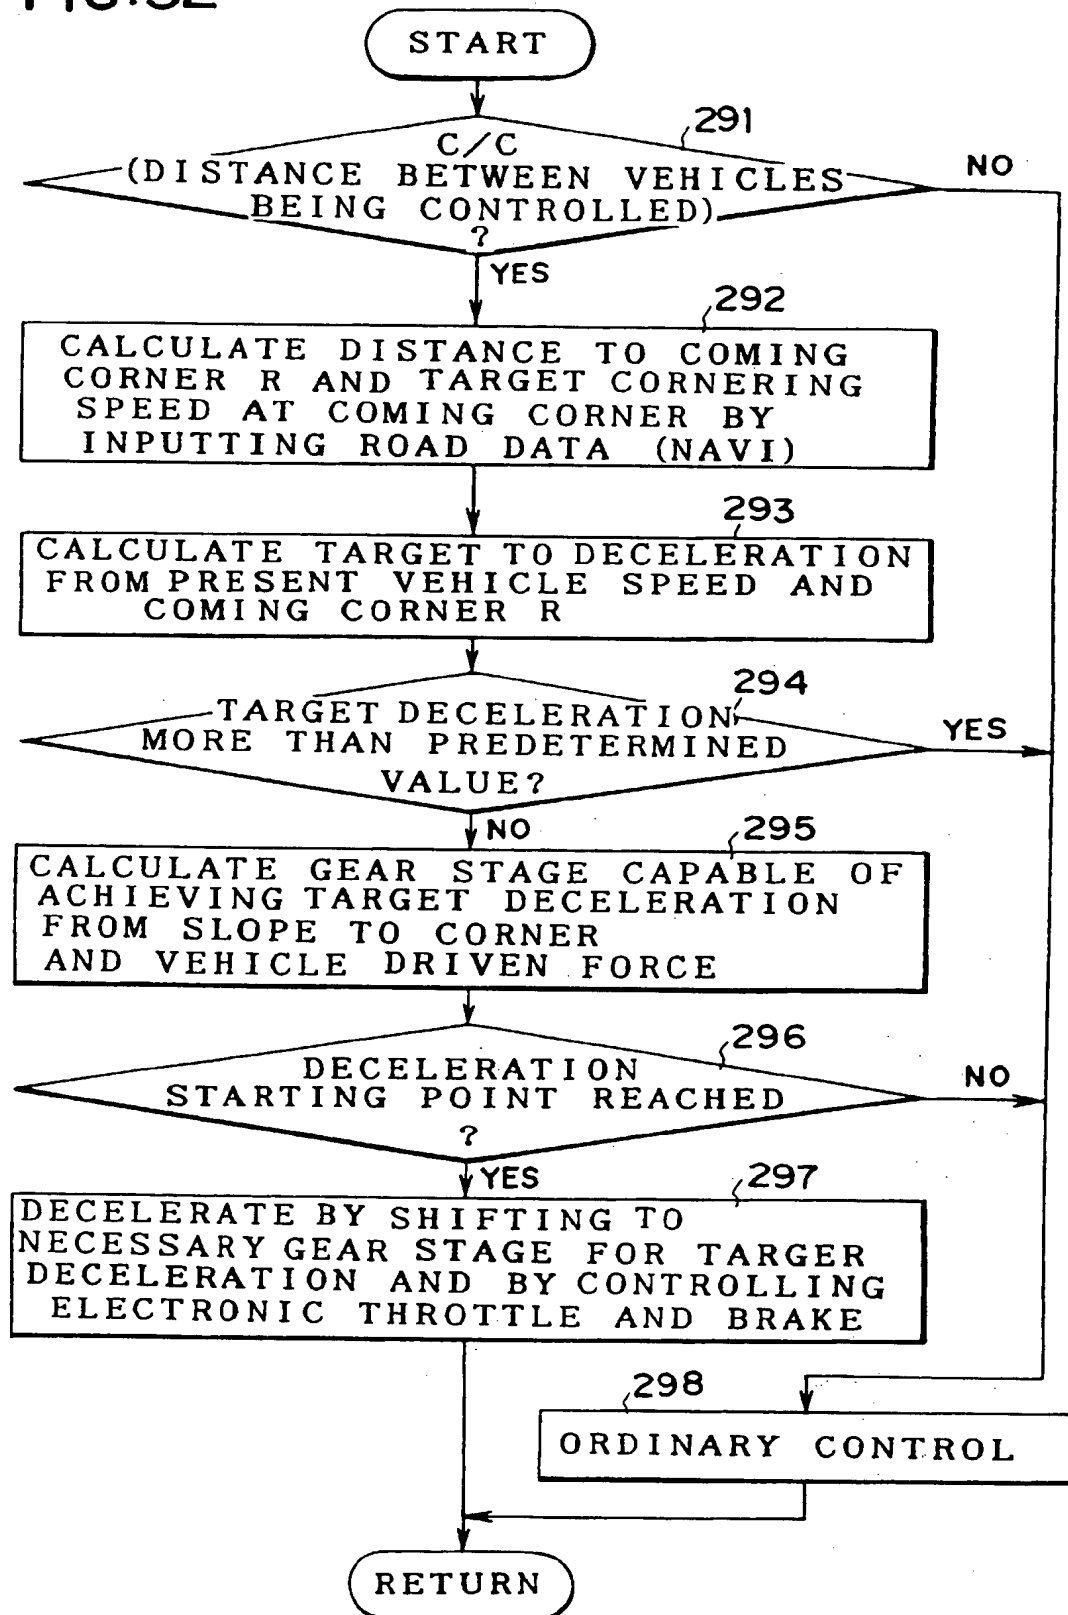 START
291
C/C
(DISTANCE BETWEEN VEHICLES
BEING CONTROLLED)
?
NO
YES
292
CALCULATE DISTANCE TO COMING
CORNER R AND TARGET CORNERING
SPEED AT COMING CORNER BY
INPUTTING ROAD DATA (NAVI)
293
CALCULATE TARGET TO DECELERATION
FROM PRESENT VEHICLE SPEED AND
COMING CORNER R
294
TARGET DECELERATION
MORE THAN PREDETERMINED
VALUE?
YES
NO
295
CALCULATE GEAR STAGE CAPABLE OF
ACHIEVING TARGET DECELERATION
FROM SLOPE TO CORNER
AND VEHICLE DRIVEN FORCE
296
DECELERATION
STARTING POINT REACHED
?
NO
YES
297
DECELERATE BY SHIFTING TO
NECESSARY GEAR STAGE FOR TARGER
DECELERATION AND BY CONTROLLING
ELECTRONIC THROTTLE AND BRAKE
298
ORDINARY CONTROL
RETURN